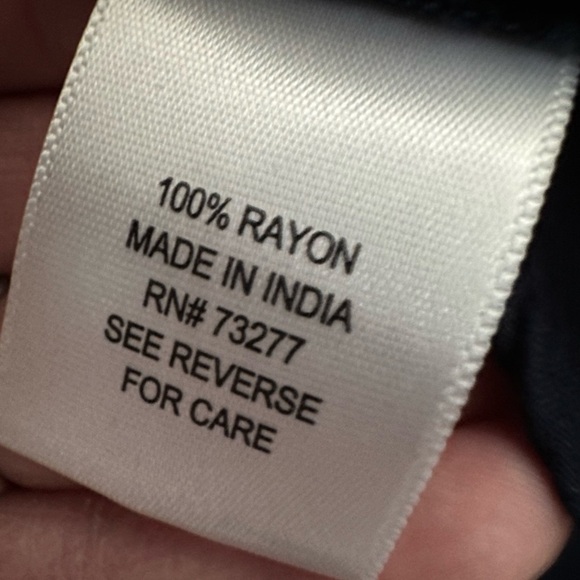 100% RAYON
MADE IN INDIA
RN# 73277
SEE REVERSE
FOR CARE